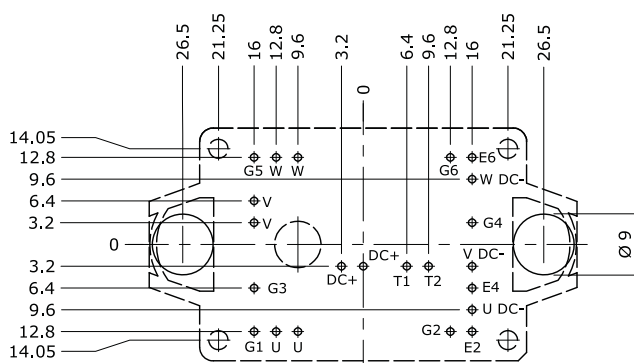 26.5 21.25 16 12.8 9.6 3.2 0 6.4 9.6 12.8 16 21.25 26.5
14.05
12.8
G5 W W G6 E6
9.6
W DC-
6.4
V
3.2
V G4
0
DC+ V DC-
Ø 9
3.2
DC+ T1 T2
6.4
G3 E4
9.6
U DC-
12.8
G1 U U G2 E2
14.05